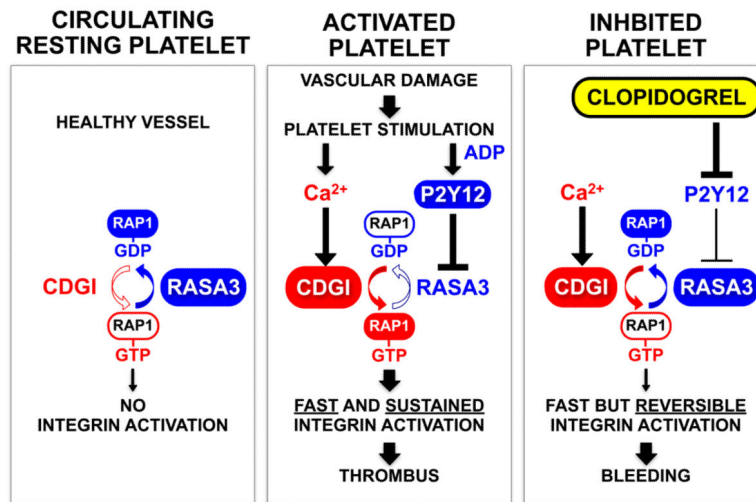 CIRCULATING
RESTING PLATELET
HEALTHY VESSEL
RAP1
GDP
CDGI
RASA3
RAP1
GTP
NO
INTEGRIN ACTIVATION
ACTIVATED
PLATELET
VASCULAR DAMAGE
PLATELET STIMULATION
ADP
Ca²⁺
P2Y12
RAP1
GDP
CDGI
RASA3
RAP1
GTP
FAST AND SUSTAINED
INTEGRIN ACTIVATION
THROMBUS
INHBITED
PLATELET
CLOPIDOGREL
Ca²⁺
P2Y12
RAP1
GDP
CDGI
RASA3
RAP1
GTP
FAST BUT REVERSIBLE
INTEGRIN ACTIVATION
BLEEDING